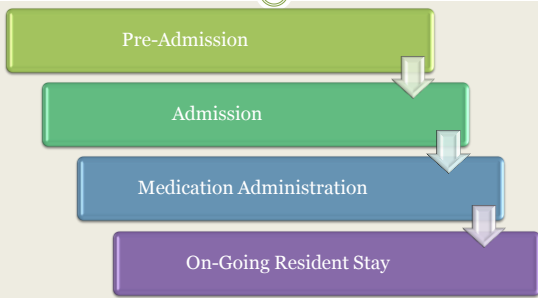 Pre-Admission
Admission
Medication Administration
On-Going Resident Stay